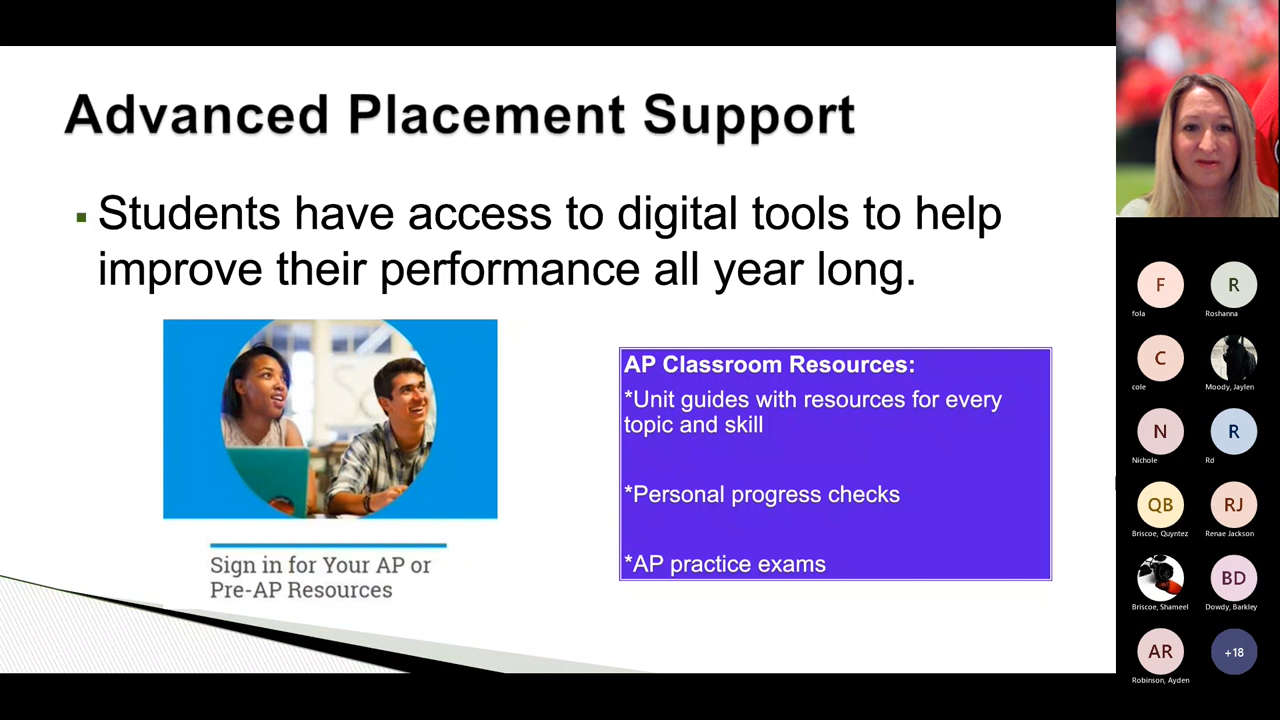 Advanced Placement Support
▪ Students have access to digital tools to help
improve their performance all year long.
Sign in for Your AP or
Pre-AP Resources
AP Classroom Resources:
*Unit guides with resources for every
topic and skill
*Personal progress checks
*AP practice exams
F
fola
R
Roshanna
C
cole
Moody, Jaylen
N
Nichole
R
Rd
QB
Briscoe, Quyntez
RJ
Renae Jackson
Briscoe, Shameel
BD
Dowdy, Barkley
AR
Robinson, Ayden
+18